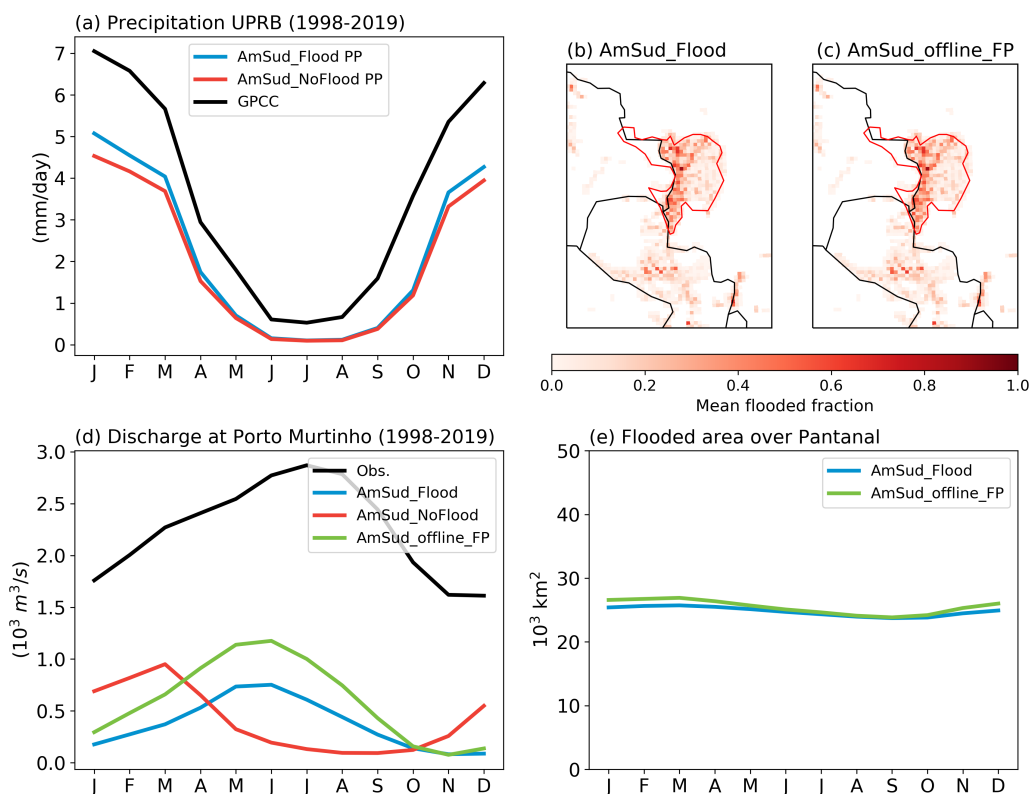 (a) Precipitation UPRB (1998-2019)
AmSud_Flood PP
AmSud_NoFlood PP
GPCC
(mm/day)
7
6
5
4
3
2
1
0
J F M A M J J A S O N D
(b) AmSud_Flood
(c) AmSud_offline_FP
0.0 0.2 0.4 0.6 0.8 1.0
Mean flooded fraction
(d) Discharge at Porto Murtinho (1998-2019)
Obs.
AmSud_Flood
AmSud_NoFlood
AmSud_offline_FP
(10³ m³/s)
3.0
2.5
2.0
1.5
1.0
0.5
0.0
J F M A M J J A S O N D
(e) Flooded area over Pantanal
AmSud_Flood
AmSud_offline_FP
10³ km²
50
40
30
20
10
0
J F M A M J J A S O N D